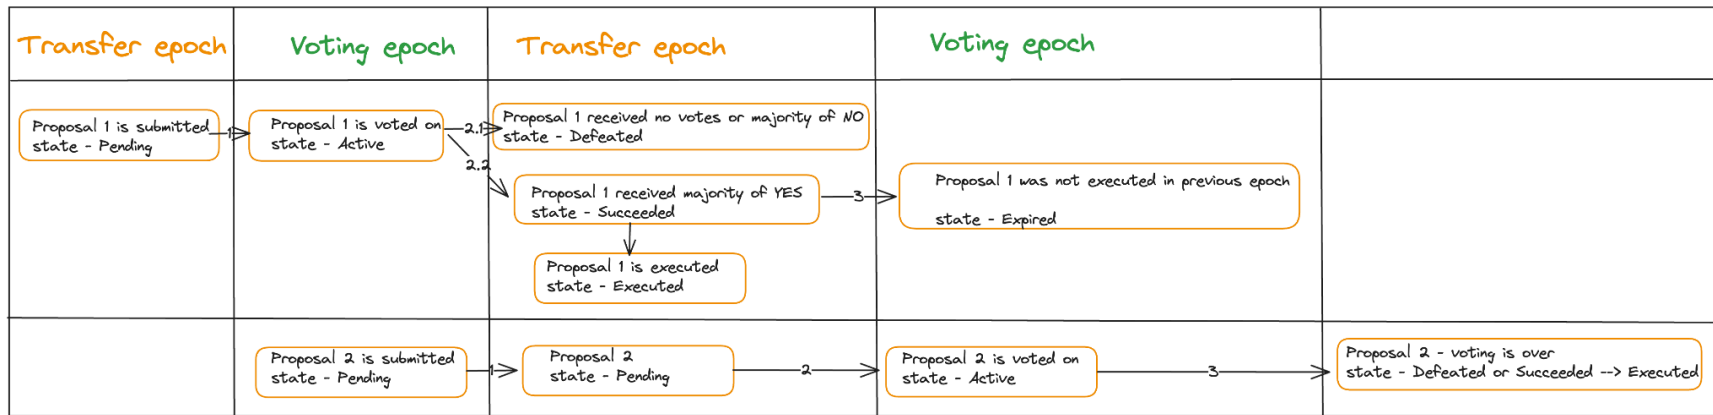 Transfer epoch
Voting epoch
Transfer epoch
Voting epoch
Proposal 1 is submitted
state - Pending
1
Proposal 1 is voted on
state - Active
2.1
2.2
Proposal 1 received no votes or majority of NO
state - Defeated
Proposal 1 received majority of YES
state - Succeeded
3
Proposal 1 was not executed in previous epoch
state - Expired
Proposal 1 is executed
state - Executed
Proposal 2 is submitted
state - Pending
1
Proposal 2
state - Pending
2
Proposal 2 is voted on
state - Active
3
Proposal 2 - voting is over
state - Defeated or Succeeded --> Executed